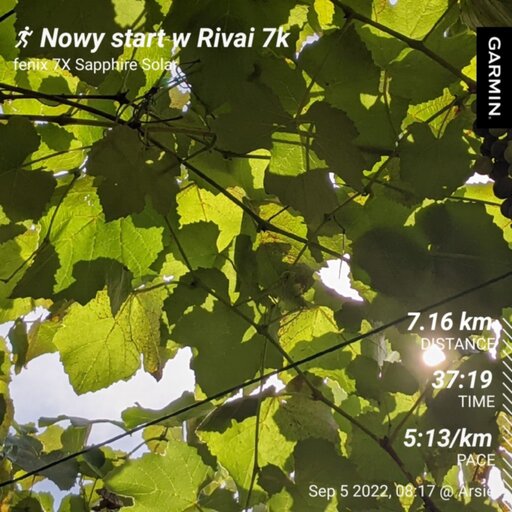 Nowy start w Rivai 7k
fenix 7X Sapphire Solar
GARMIN.
7.16 km
DISTANCE
37:19
TIME
5:13/km
PACE
Sep 5 2022, 08:17 @ Arsie